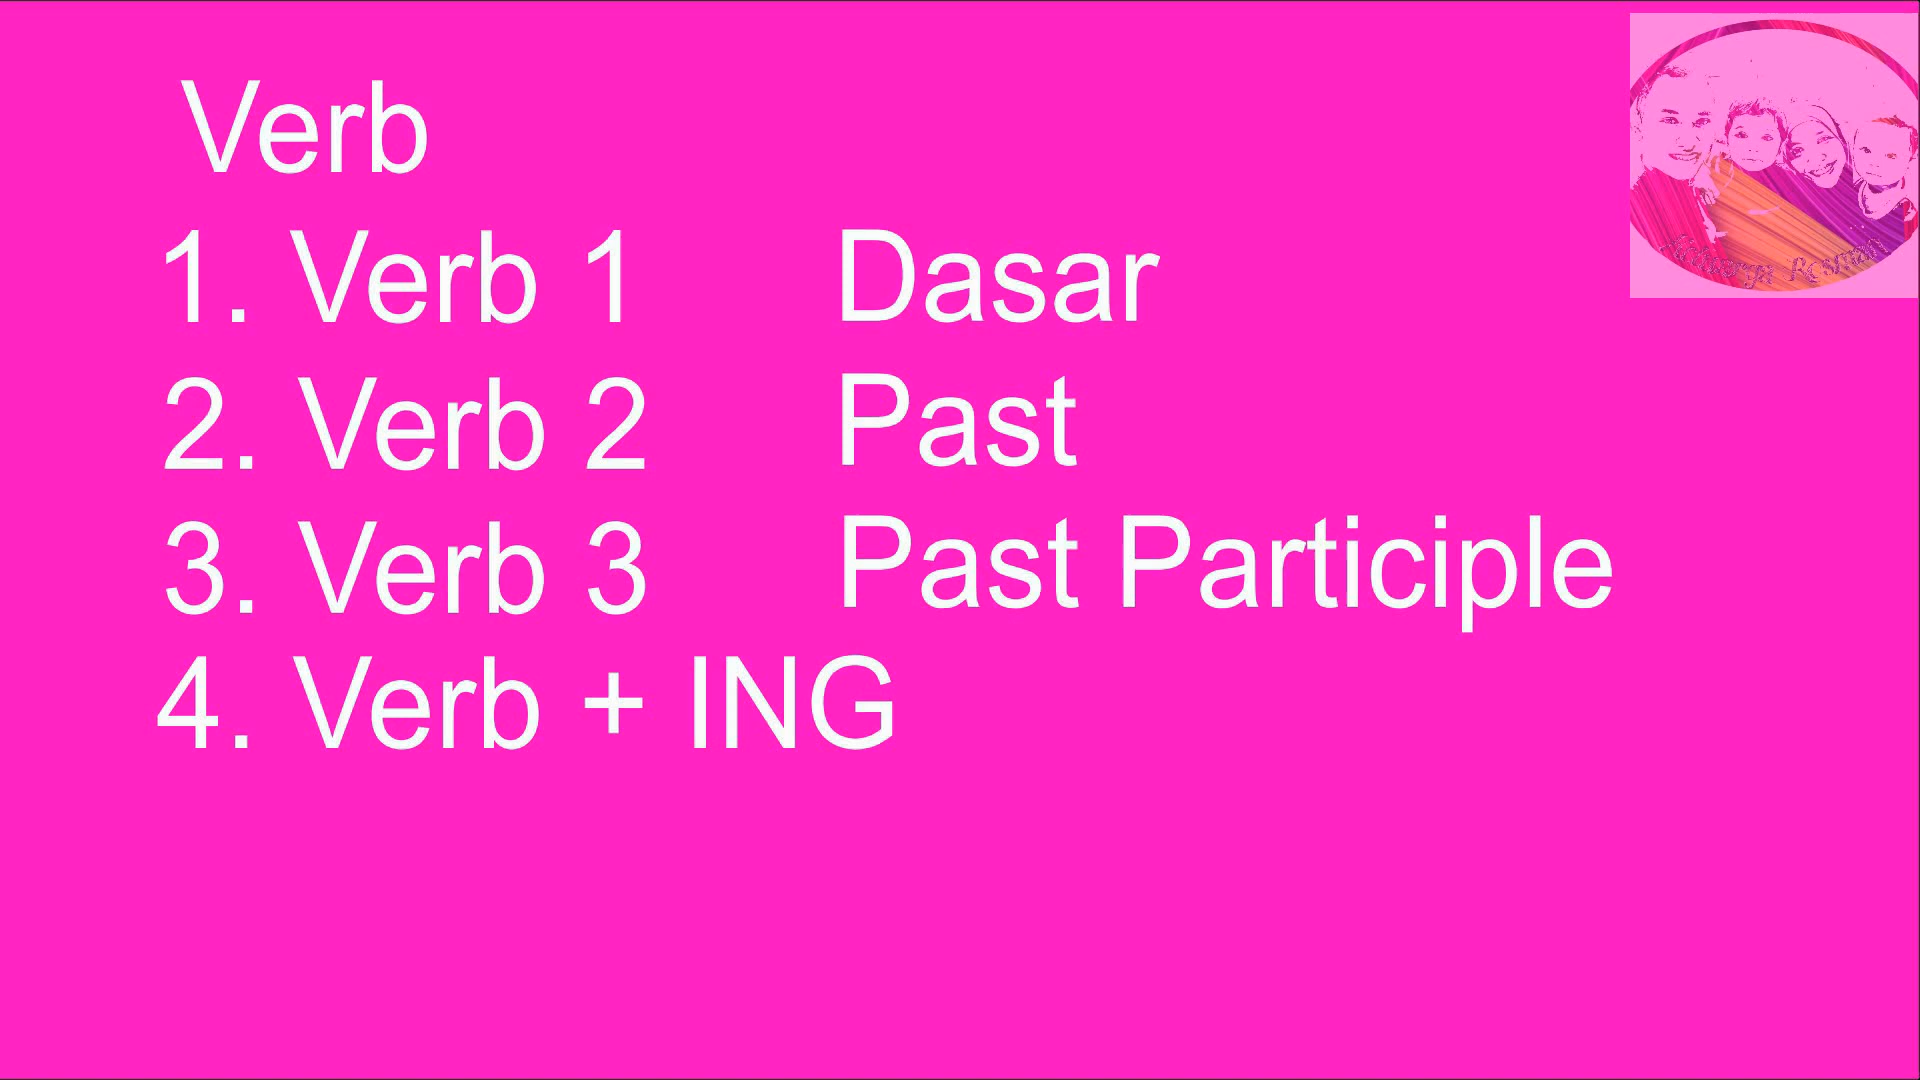 Verb
1. Verb 1 Dasar
2. Verb 2 Past
3. Verb 3 Past Participle
4. Verb + ING